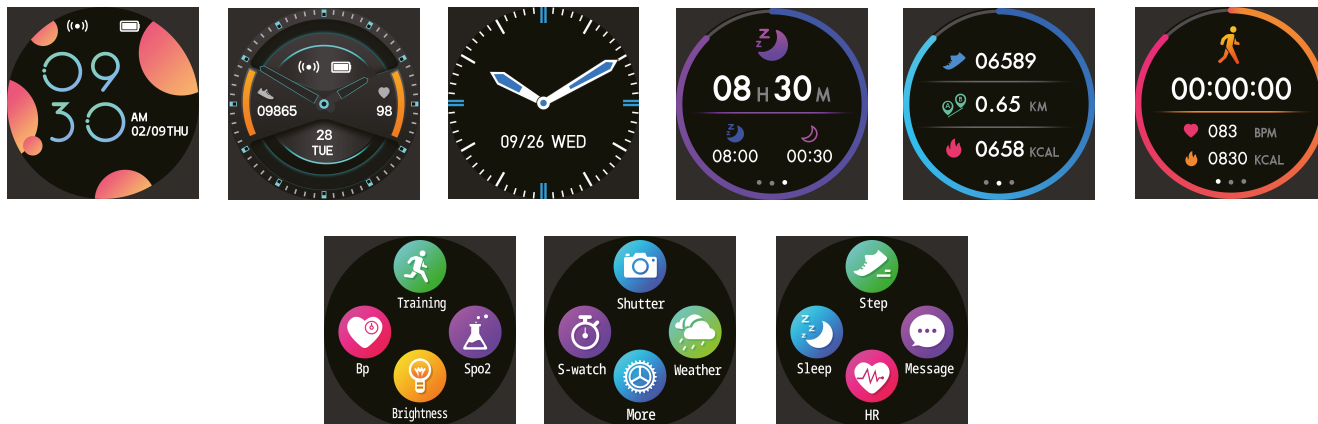 09
30
AM
02/09THU
09865
98
28
TUE
09/26 WED
08 H 30 M
08:00
00:30
06589
A B
0.65 KM
0658 KCAL
00:00:00
083 BPM
0830 KCAL
Training
Bp
Spo2
Brightness
Shutter
S-watch
Weather
More
Step
Sleep
Message
HR